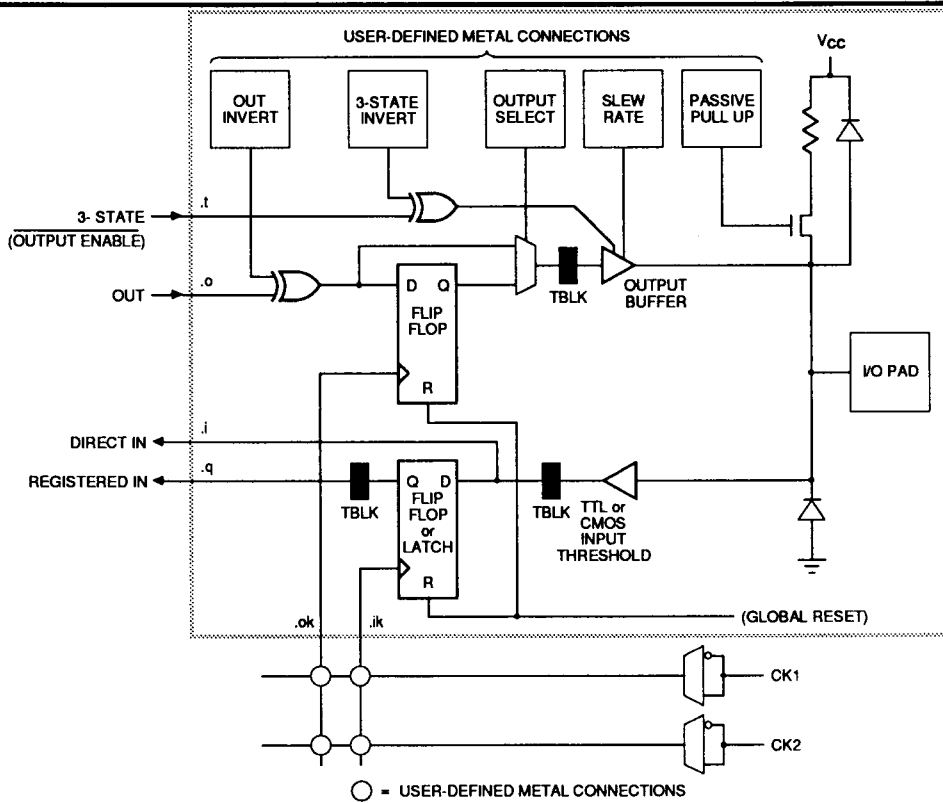 USER-DEFINED METAL CONNECTIONS
VCC
OUT
INVERT
3-STATE
INVERT
OUTPUT
SELECT
SLEW
RATE
PASSIVE
PULL UP
3- STATE
(OUTPUT ENABLE)
.t
OUT
.o
D Q
FLIP
FLOP
R
TBLK
OUTPUT
BUFFER
I/O PAD
DIRECT IN
.i
REGISTERED IN
.q
TBLK
Q D
FLIP
FLOP
or
LATCH
R
TBLK
TTL or
CMOS
INPUT
THRESHOLD
.ok
.ik
(GLOBAL RESET)
CK1
CK2
= USER-DEFINED METAL CONNECTIONS